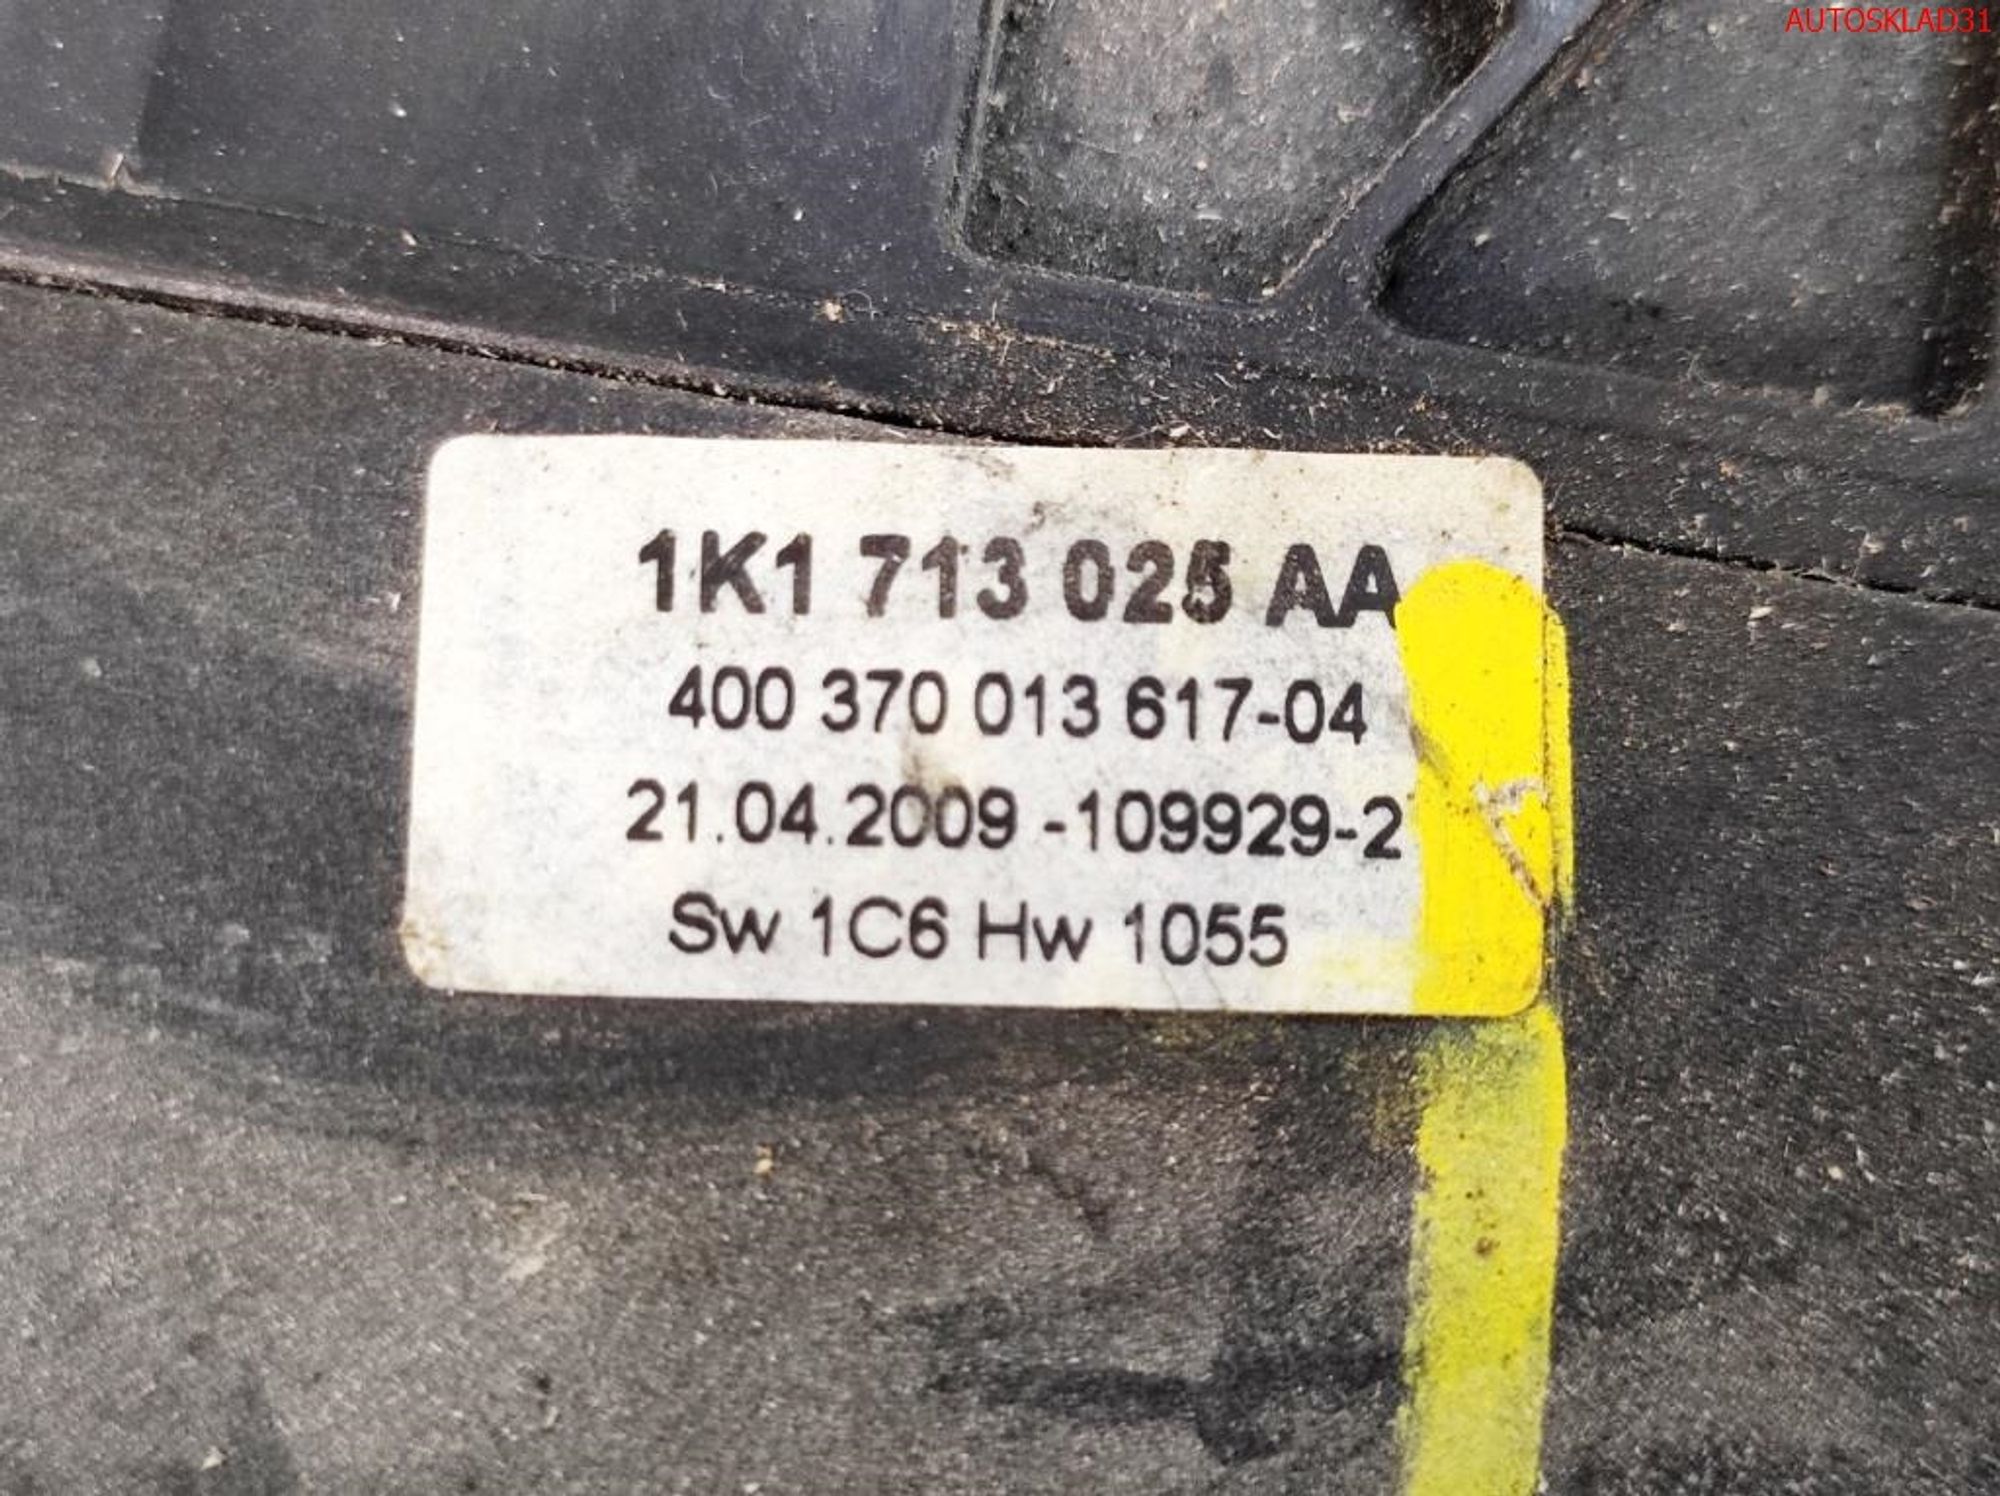 AUTOSKLAD31
1K1 713 025 AA
400 370 013 617-04
21.04.2009 -109929-2
Sw 1C6 Hw 1055